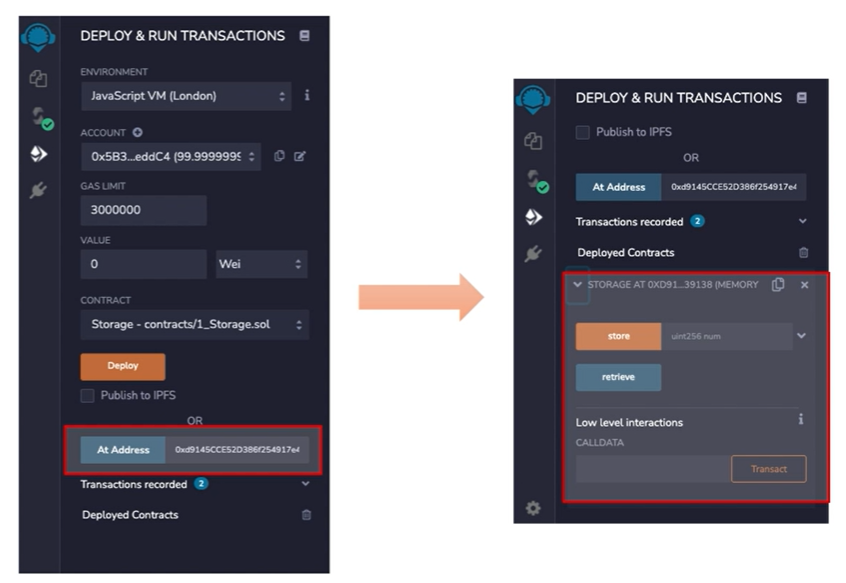 DEPLOY & RUN TRANSACTIONS
ENVIRONMENT
JavaScript VM (London)
ACCOUNT
0x5B3...eddC4 (99.9999999
GAS LIMIT
3000000
VALUE
0 Wei
CONTRACT
Storage - contracts/1_Storage.sol
Deploy
Publish to IPFS
OR
At Address 0xd9145CCE52D386f254917e4
Transactions recorded 2
Deployed Contracts
DEPLOY & RUN TRANSACTIONS
Publish to IPFS
OR
At Address 0xd9145CCE52D386f254917e4
Transactions recorded 2
Deployed Contracts
STORAGE AT 0XD91...39138 (MEMORY
store uint256 num
retrieve
Low level interactions
CALLDATA
Transact